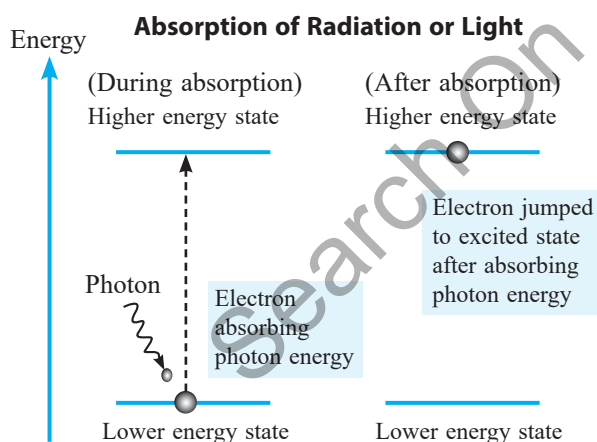 Absorption of Radiation or Light
Energy
(During absorption)
Higher energy state
(After absorption)
Higher energy state
Electron jumped
to excited state
after absorbing
photon energy
Photon
Electron
absorbing
photon energy
Lower energy state
Lower energy state
Search On